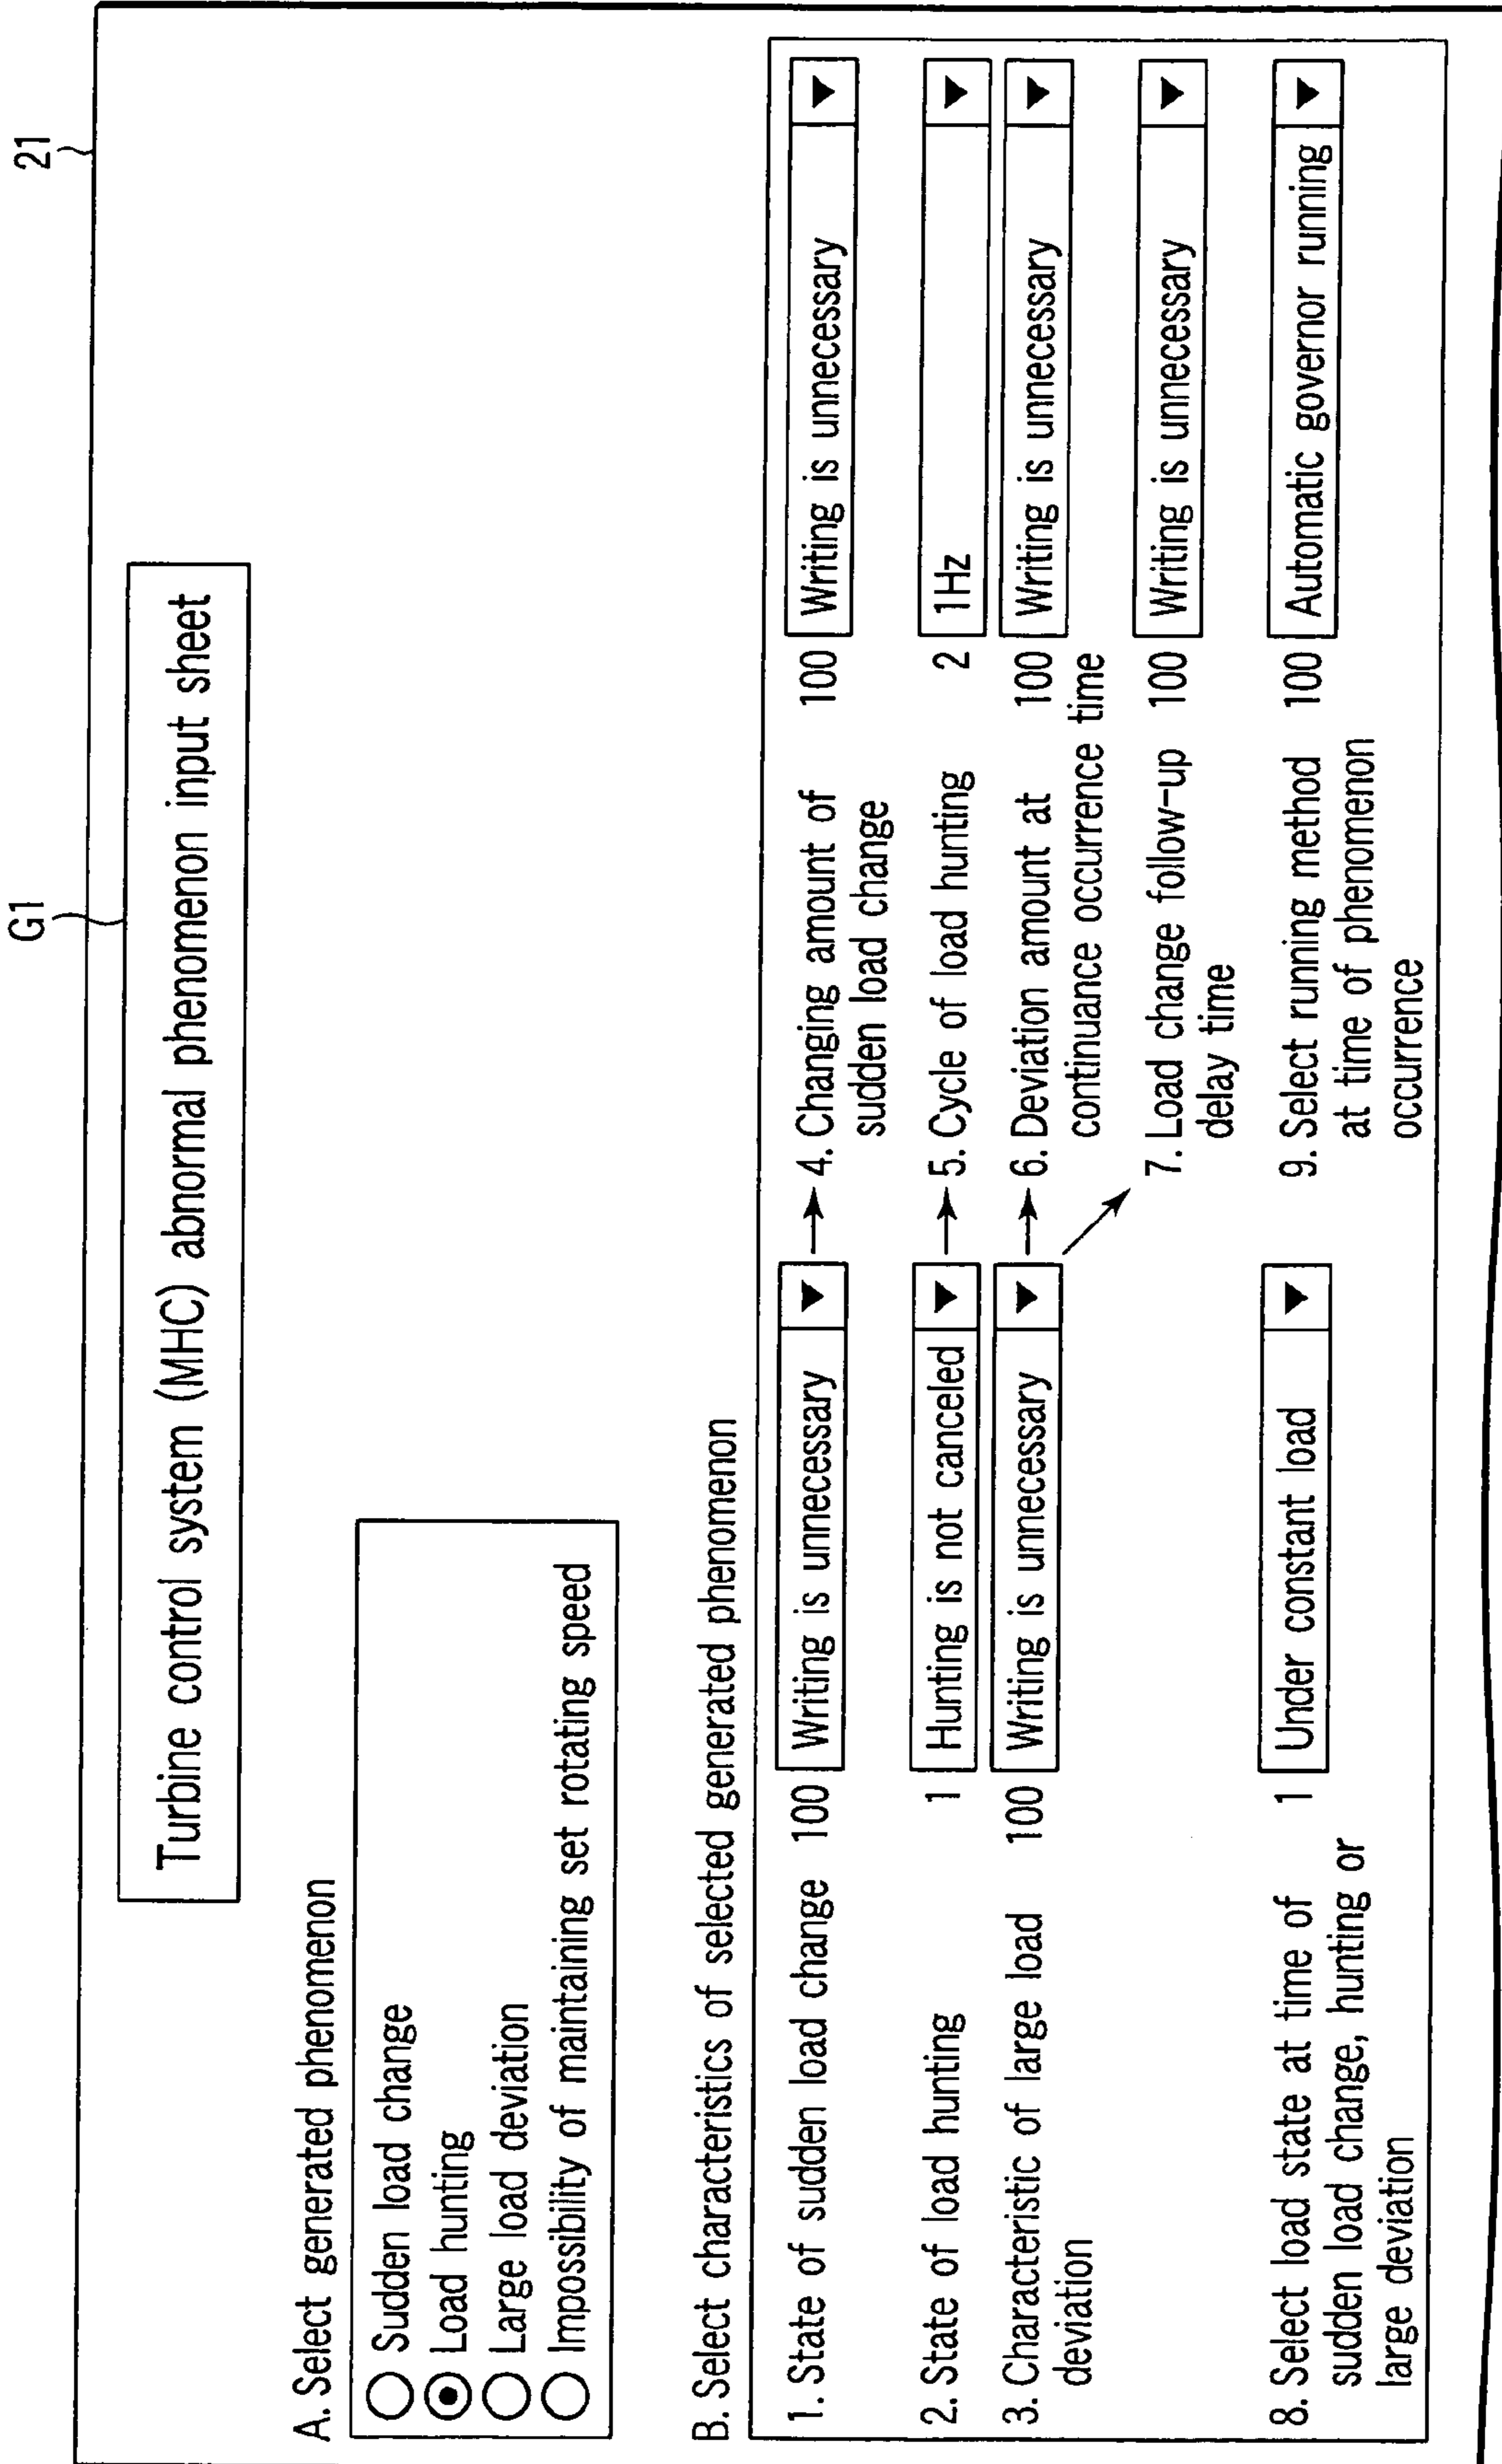 G1
21
Turbine control system (MHC) abnormal phenomenon input sheet
A. Select generated phenomenon
Sudden load change
Load hunting
Large load deviation
Impossibility of maintaining set rotating speed
B. Select characteristics of selected generated phenomenon
1. State of sudden load change 100 Writing is unnecessary
4. Changing amount of
sudden load change
100 Writing is unnecessary
2. State of load hunting 1 Hunting is not canceled
5. Cycle of load hunting 2 1Hz
3. Characteristic of large load
deviation
100 Writing is unnecessary
6. Deviation amount at
continuance occurrence time
100 Writing is unnecessary
7. Load change follow-up
delay time
100 Writing is unnecessary
8. Select load state at time of
sudden load change, hunting or
large deviation
1 Under constant load
9. Select running method
at time of phenomenon
occurrence
100 Automatic governor running